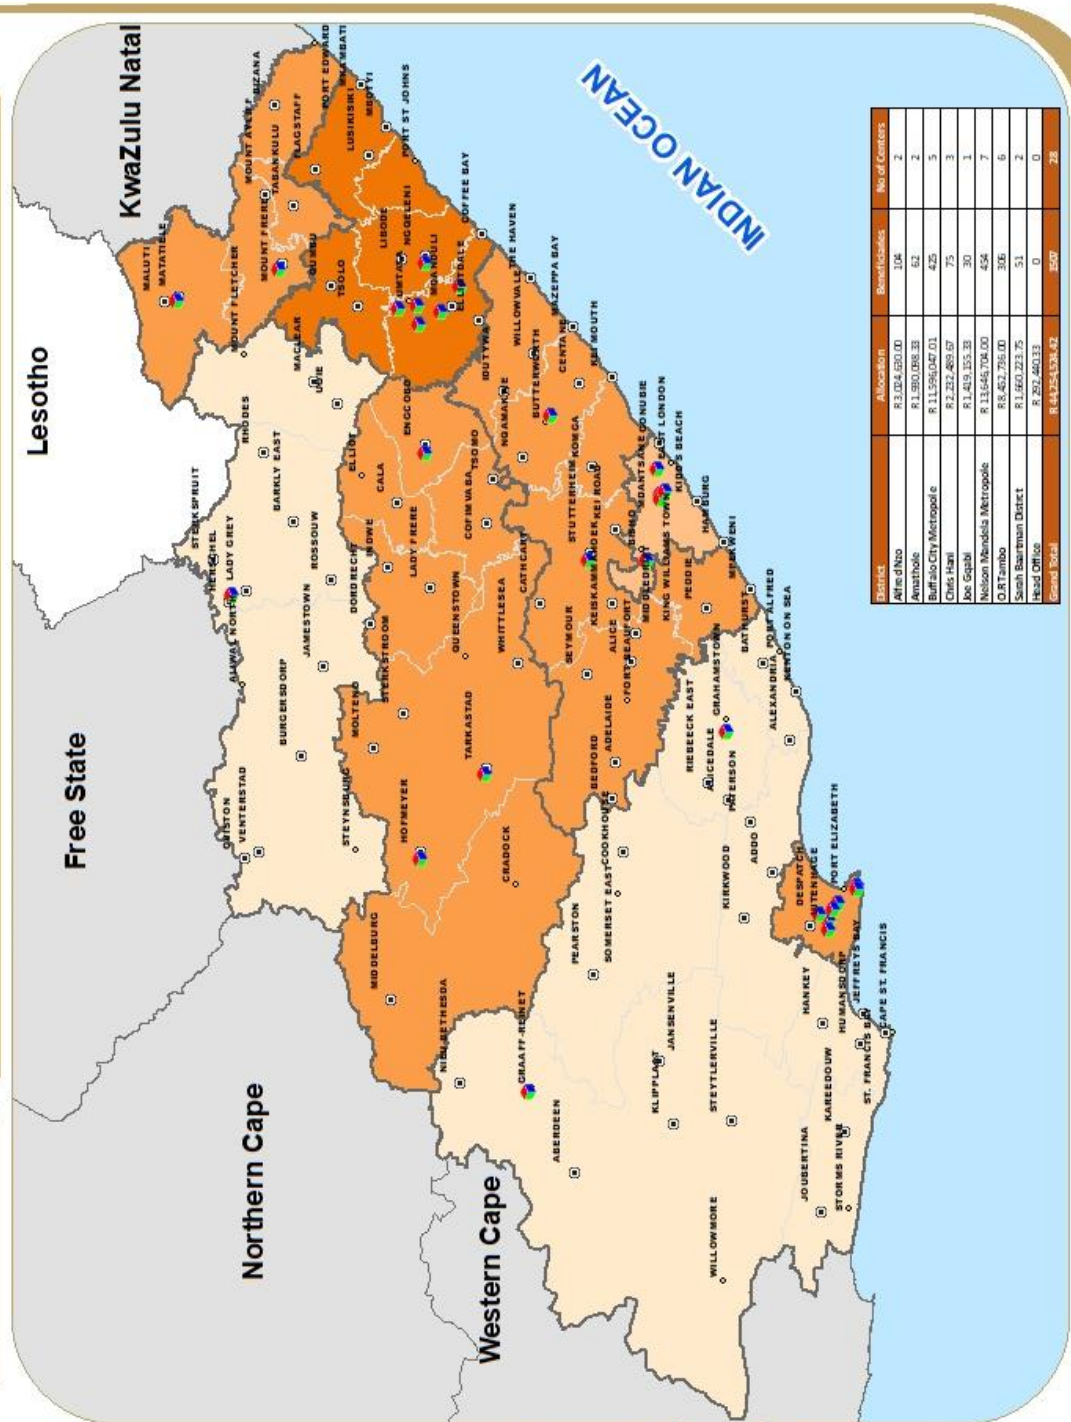 Lesotho
Free State
KwaZulu Natal
Northern Cape
Western Cape
INDIAN OCEAN
MALUTI
MATATIELE
STERKSPRUIT
HERSCHEL
LADY GREY
ALIWAL NORTH
RHODES
MOUNT FLETCHER
MOUNT FRERE
MOUNT AYLIFF
BIZANA
TABANKULU
FLAGSTAFF
PORT EDWARD
MKAMBATI
MBOTYI
LUSIKISIKI
PORT ST JOHNS
VENTERSTAD
BARKLY EAST
BURGERSDORP
JAMESTOWN
ROSSOUW
MACLEAR
UGIE
QUMBU
TSOLO
LIBODE
NGQELENI
UMTATA
MQANDULI
ELLIOTDALE
COFFEE BAY
STEYNSBURG
MOLTENO
STERKSTROOM
DORDRECHT
INDWE
ELLIOT
CALA
ENGCOBO
MIDDELBURG
HOFMEYER
LADY FRERE
COFIMVABA
TSOMO
IDUTYWA
NIEU-BETHESDA
TARKASTAD
QUEENSTOWN
WHITTLESEA
CATHCART
NQAMAKWE
WILLOWVALE
THE HAVEN
BUTTERWORTH
MAZEPPA BAY
CENTANE
CRADOCK
GRAAFF-REINET
STUTTERHEIM
KOMGA
KEI MOUTH
KEI ROAD
SEYMOUR
KEISKAMMAHOEK
ABERDEEN
PEARSTON
SOMERSET EAST
COOKHOUSE
BEDFORD
ADELAIDE
FORT BEAUFORT
ALICE
MIDDLEDRIFT
BISHO
KING WILLIAMS TOWN
MDANTSANE
GONUBIE
EAST LONDON
KIDD'S BEACH
HAMBURG
PEDDIE
MPEKWENI
KLIPPLAAT
JANSENVILLE
RIEBEECK EAST
GRAHAMSTOWN
ALICEDALE
PATERSON
BATHURST
PORT ALFRED
KENTON ON SEA
ALEXANDRIA
WILLOWMORE
STEYTLERVILLE
KIRKWOOD
ADDO
JOUBERTINA
STORMS RIVER
KAREEDOUW
HANKEY
HUMANSDORP
DESPATCH
UITENHAGE
PORT ELIZABETH
JEFFREYS BAY
ST. FRANCIS BAY
CAPE ST. FRANCIS
District Allocation Beneficiaries No of Centers
Alfred Nzo R 3,024,630.00 104 2
Amathole R 1,930,098.33 62 2
Buffalo City Metropole R 11,596,047.01 425 5
Chris Hani R 2,232,489.67 75 3
Joe Gqabi R 1,419,155.33 30 1
Nelson Mandela Metropole R 13,646,704.00 454 7
O.R Tambo R 8,452,736.00 306 6
Sarah Baartman District R 1,660,223.75 51 2
Head Office R 292,440.33 0 0
Grand Total R 44,254,524.42 1507 28